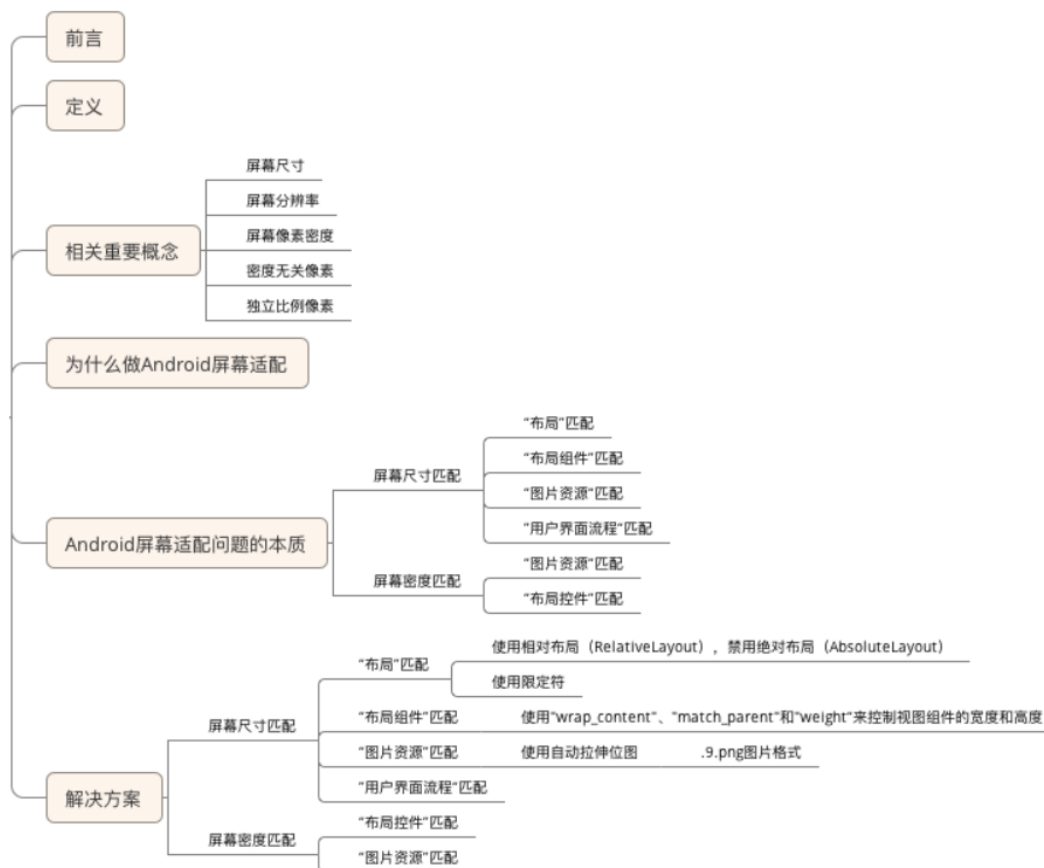 前言
定义
相关重要概念
屏幕尺寸
屏幕分辨率
屏幕像素密度
密度无关像素
独立比例像素
为什么做Android屏幕适配
Android屏幕适配问题的本质
屏幕尺寸匹配
“布局”匹配
“布局组件”匹配
“图片资源”匹配
“用户界面流程“匹配
屏幕密度匹配
“图片资源”匹配
“布局控件”匹配
解决方案
屏幕尺寸匹配
“布局”匹配
使用相对布局（RelativeLayout），禁用绝对布局（AbsoluteLayout）
使用限定符
“布局组件”匹配
使用"wrap_content"、"match_parent"和"weight"来控制视图组件的宽度和高度
“图片资源”匹配
使用自动拉伸位图
.9.png图片格式
“用户界面流程“匹配
屏幕密度匹配
“布局控件”匹配
“图片资源”匹配